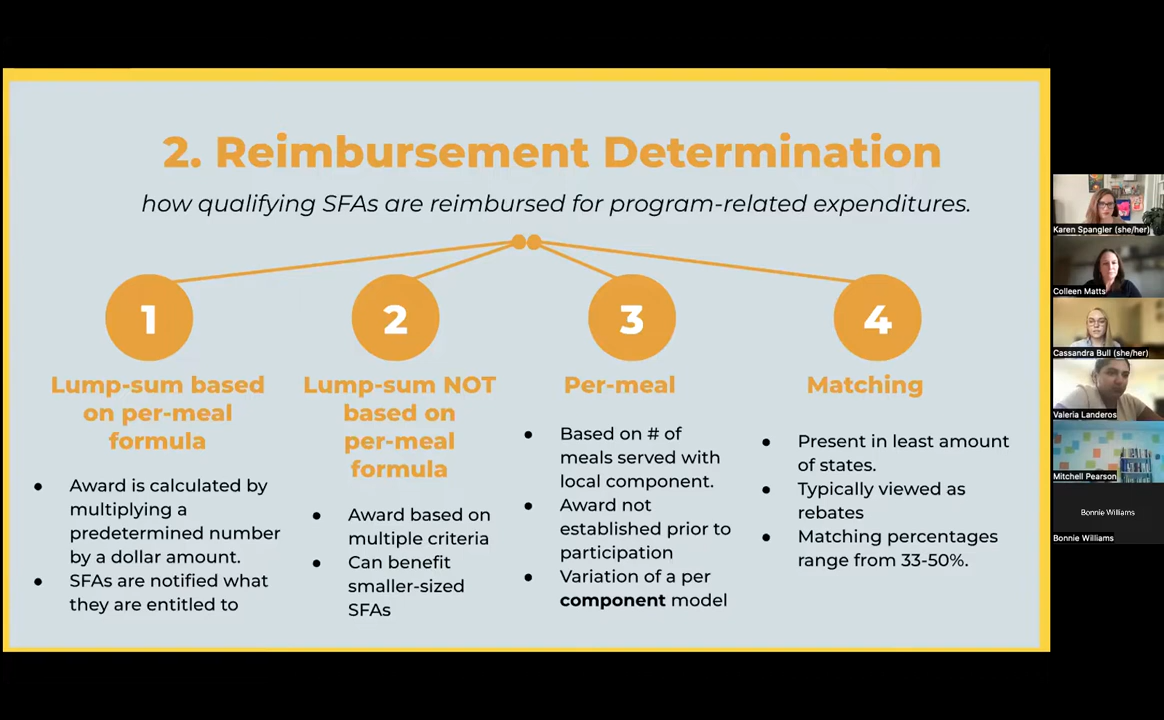 2. Reimbursement Determination
how qualifying SFAs are reimbursed for program-related expenditures.
1
Lump-sum based
on per-meal
formula
● Award is calculated by
multiplying a
predetermined number
by a dollar amount.
● SFAs are notified what
they are entitled to
2
Lump-sum NOT
based on
per-meal
formula
● Award based on
multiple criteria
● Can benefit
smaller-sized
SFAs
3
Per-meal
● Based on # of
meals served with
local component.
● Award not
established prior to
participation
● Variation of a per
component model
4
Matching
● Present in least amount
of states.
● Typically viewed as
rebates
● Matching percentages
range from 33-50%.
Karen Spangler (she/her)
Colleen Matts
Cassandra Bull (she/her)
Valeria Landeros
Mitchell Pearson
Bonnie Williams
Bonnie Williams